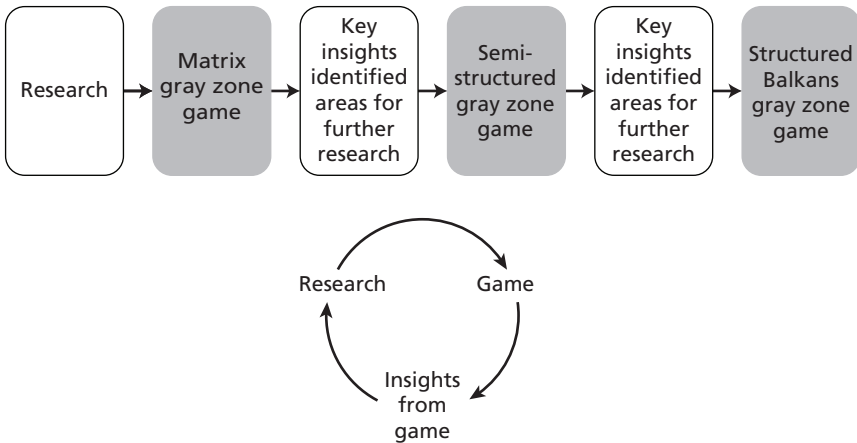 Research
Matrix
gray zone
game
Key
insights
identified
areas for
further
research
Semi-
structured
gray zone
game
Key
insights
identified
areas for
further
research
Structured
Balkans
gray zone
game
Research
Game
Insights
from
game